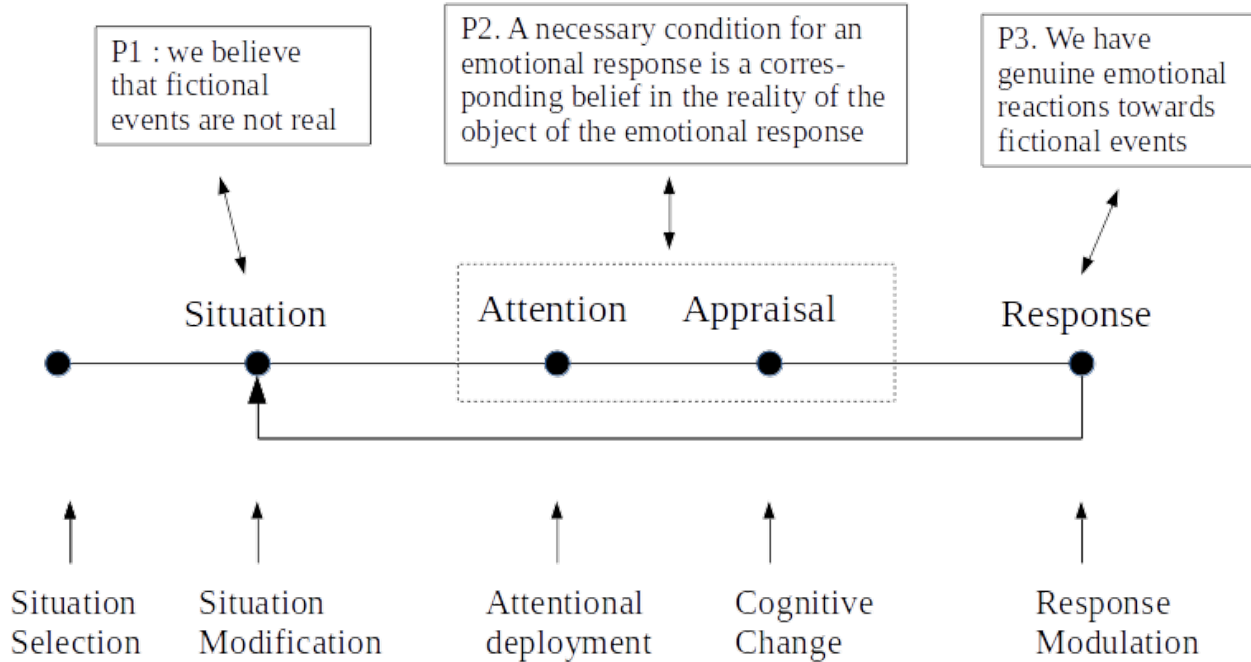 P1 : we believe
that fictional
events are not real
P2. A necessary condition for an
emotional response is a corres-
ponding belief in the reality of the
object of the emotional response
P3. We have
genuine emotional
reactions towards
fictional events
Situation
Attention
Appraisal
Response
Situation
Selection
Situation
Modification
Attentional
deployment
Cognitive
Change
Response
Modulation